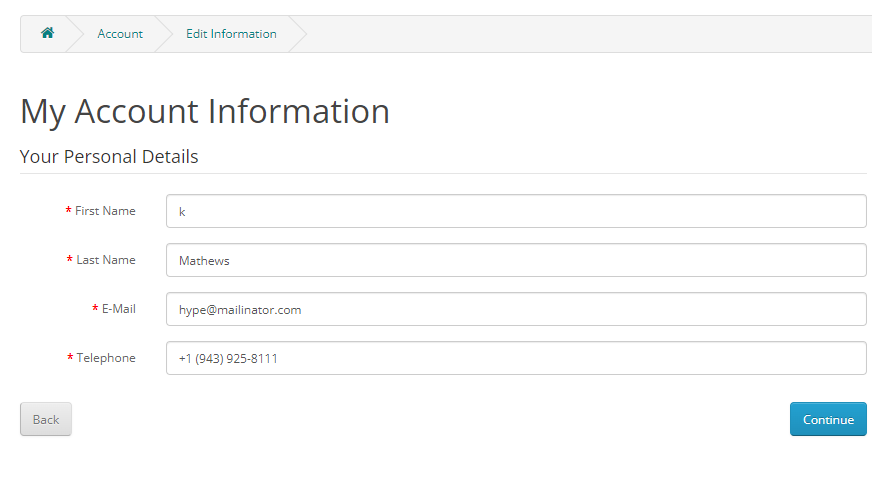 Account Edit Information
My Account Information
Your Personal Details
* First Name k
* Last Name Mathews
* E-Mail hype@mailinator.com
* Telephone +1 (943) 925-8111
Back Continue